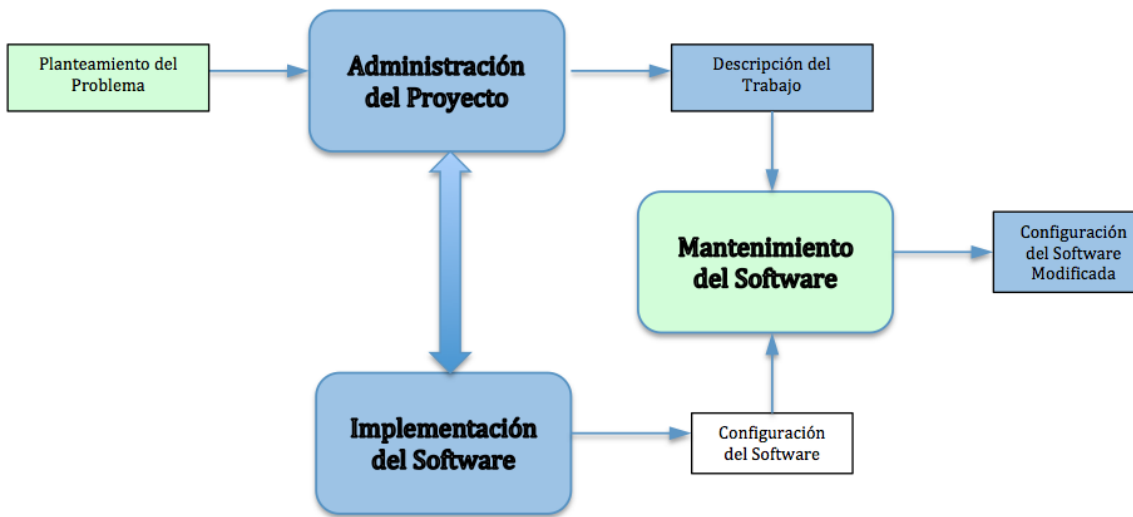 Planteamiento del
Problema
Administración
del Proyecto
Descripción del
Trabajo
Mantenimiento
del Software
Configuración
del Software
Modificada
Implementación
del Software
Configuración
del Software